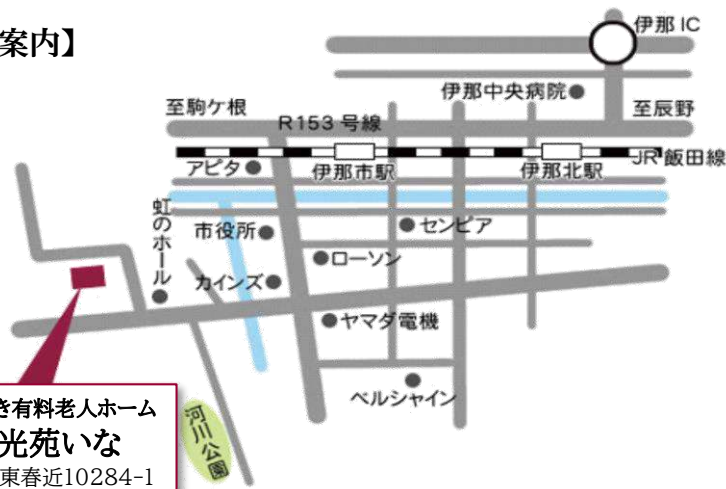 案内】
伊那 IC
伊那中央病院
至駒ケ根
R153 号線
至辰野
アピタ
伊那市駅
伊那北駅
JR 飯田線
虹のホール
市役所
センピア
ローソン
カインズ
ヤマダ電機
ベルシャイン
河川公園
き有料老人ホーム
光苑いな
東春近10284-1